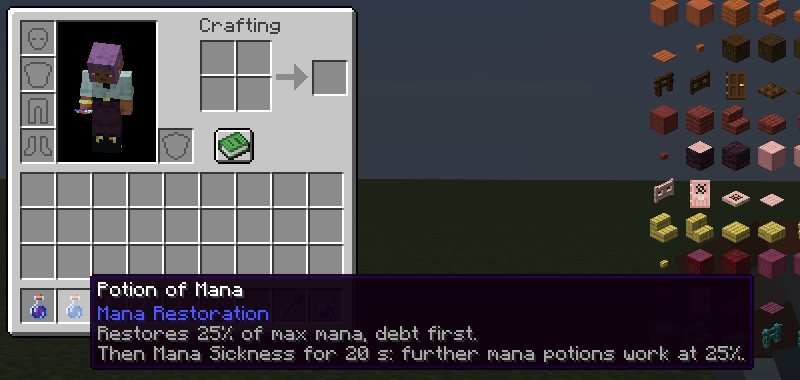 Crafting
Potion of Mana
Mana Restoration
Restores 25% of max mana, debt first.
Then Mana Sickness for 20 s: further mana potions work at 25%.